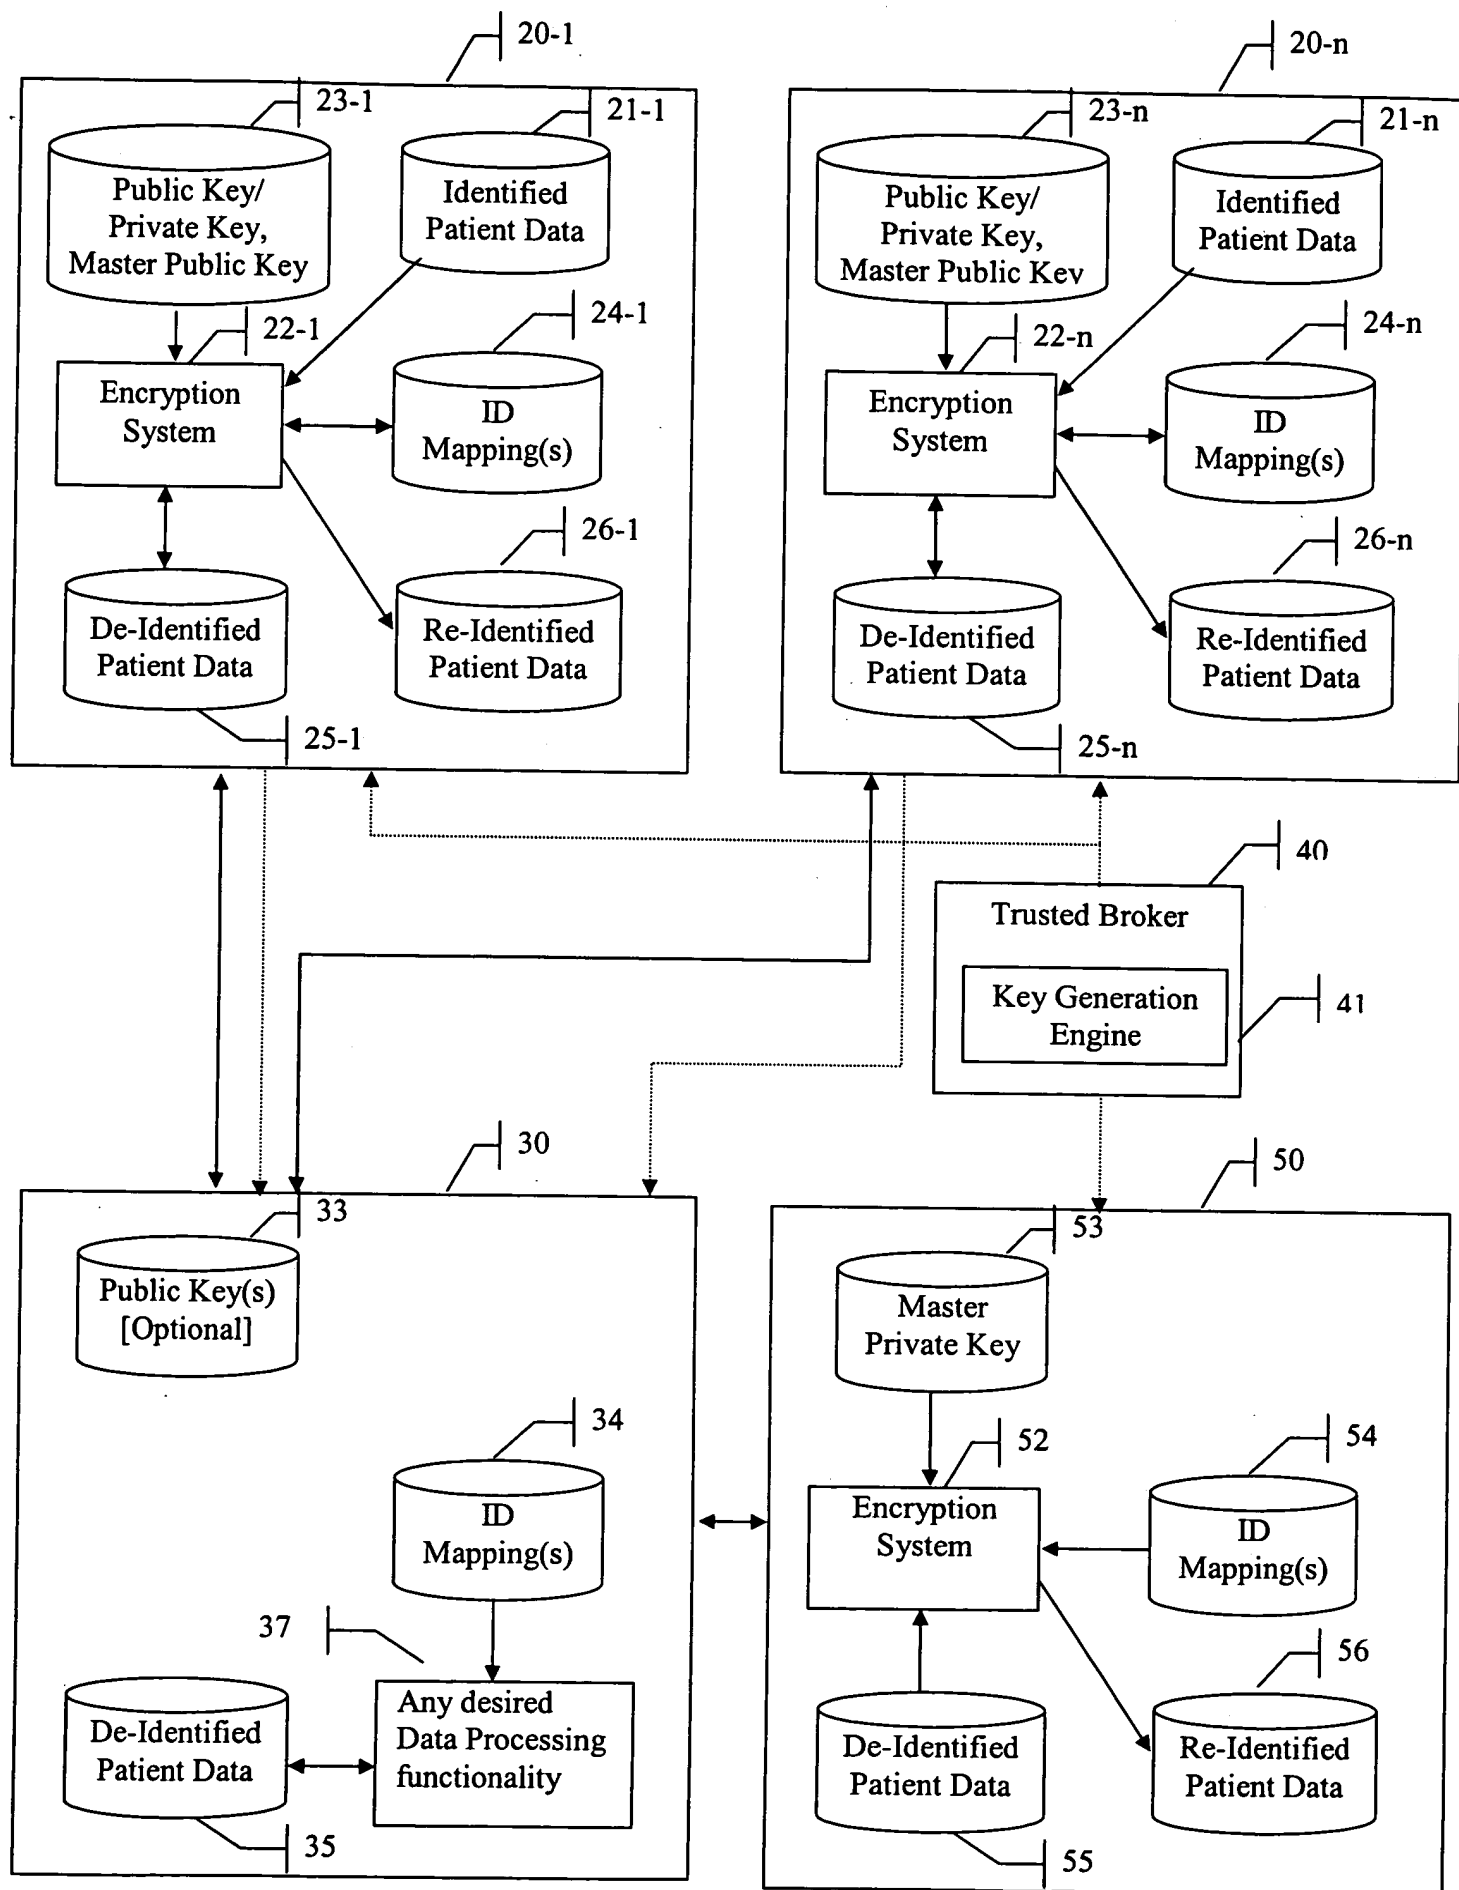 20-1
23-1
21-1
Public Key/
Private Key,
Master Public Key
Identified
Patient Data
22-1
24-1
Encryption
System
ID
Mapping(s)
26-1
De-Identified
Patient Data
Re-Identified
Patient Data
25-1
20-n
23-n
21-n
Public Key/
Private Key,
Master Public Key
Identified
Patient Data
22-n
24-n
Encryption
System
ID
Mapping(s)
26-n
De-Identified
Patient Data
Re-Identified
Patient Data
25-n
40
Trusted Broker
Key Generation
Engine
41
30
33
Public Key(s)
[Optional]
34
ID
Mapping(s)
37
Any desired
Data Processing
functionality
De-Identified
Patient Data
35
50
53
Master
Private Key
52
54
Encryption
System
ID
Mapping(s)
56
De-Identified
Patient Data
Re-Identified
Patient Data
55